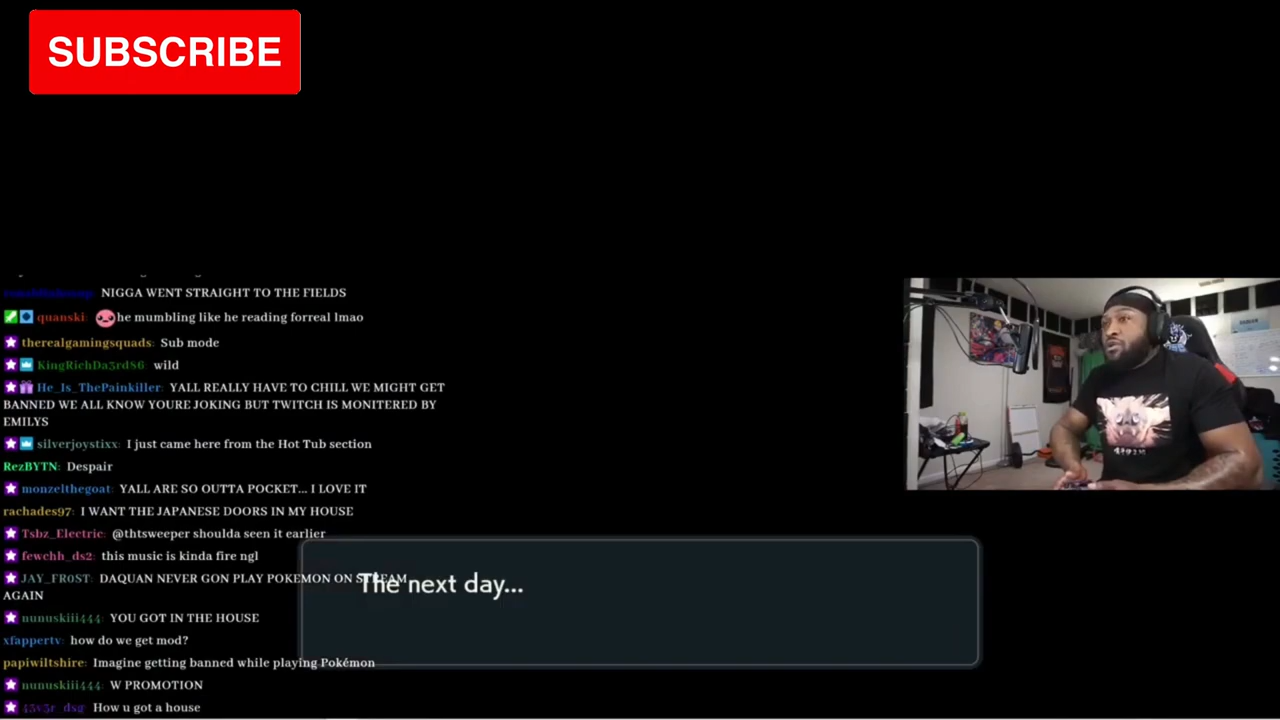 SUBSCRIBE
NIGGA WENT STRAIGHT TO THE FIELDS
quanski: he mumbling like he reading forreal lmao
therealgamingsquads: Sub mode
KingRichDa3rd86: wild
He_Is_ThePainkiller: YALL REALLY HAVE TO CHILL WE MIGHT GET
BANNED WE ALL KNOW YOURE JOKING BUT TWITCH IS MONITERED BY
EMILYS
silverjoystixx: I just came here from the Hot Tub section
RezBYTN: Despair
monzelthegoat: YALL ARE SO OUTTA POCKET... I LOVE IT
rachades97: I WANT THE JAPANESE DOORS IN MY HOUSE
Tsbz_Electric: @thtsweeper shoulda seen it earlier
fewchh_ds2: this music is kinda fire ngl
JAY_FR0ST: DAQUAN NEVER GON PLAY POKEMON ON STREAM
AGAIN
The next day...
nunuskiii444: YOU GOT IN THE HOUSE
xfappertv: how do we get mod?
papiwiltshire: Imagine getting banned while playing Pokémon
nunuskiii444: W PROMOTION
43v3r_dsg: How u got a house